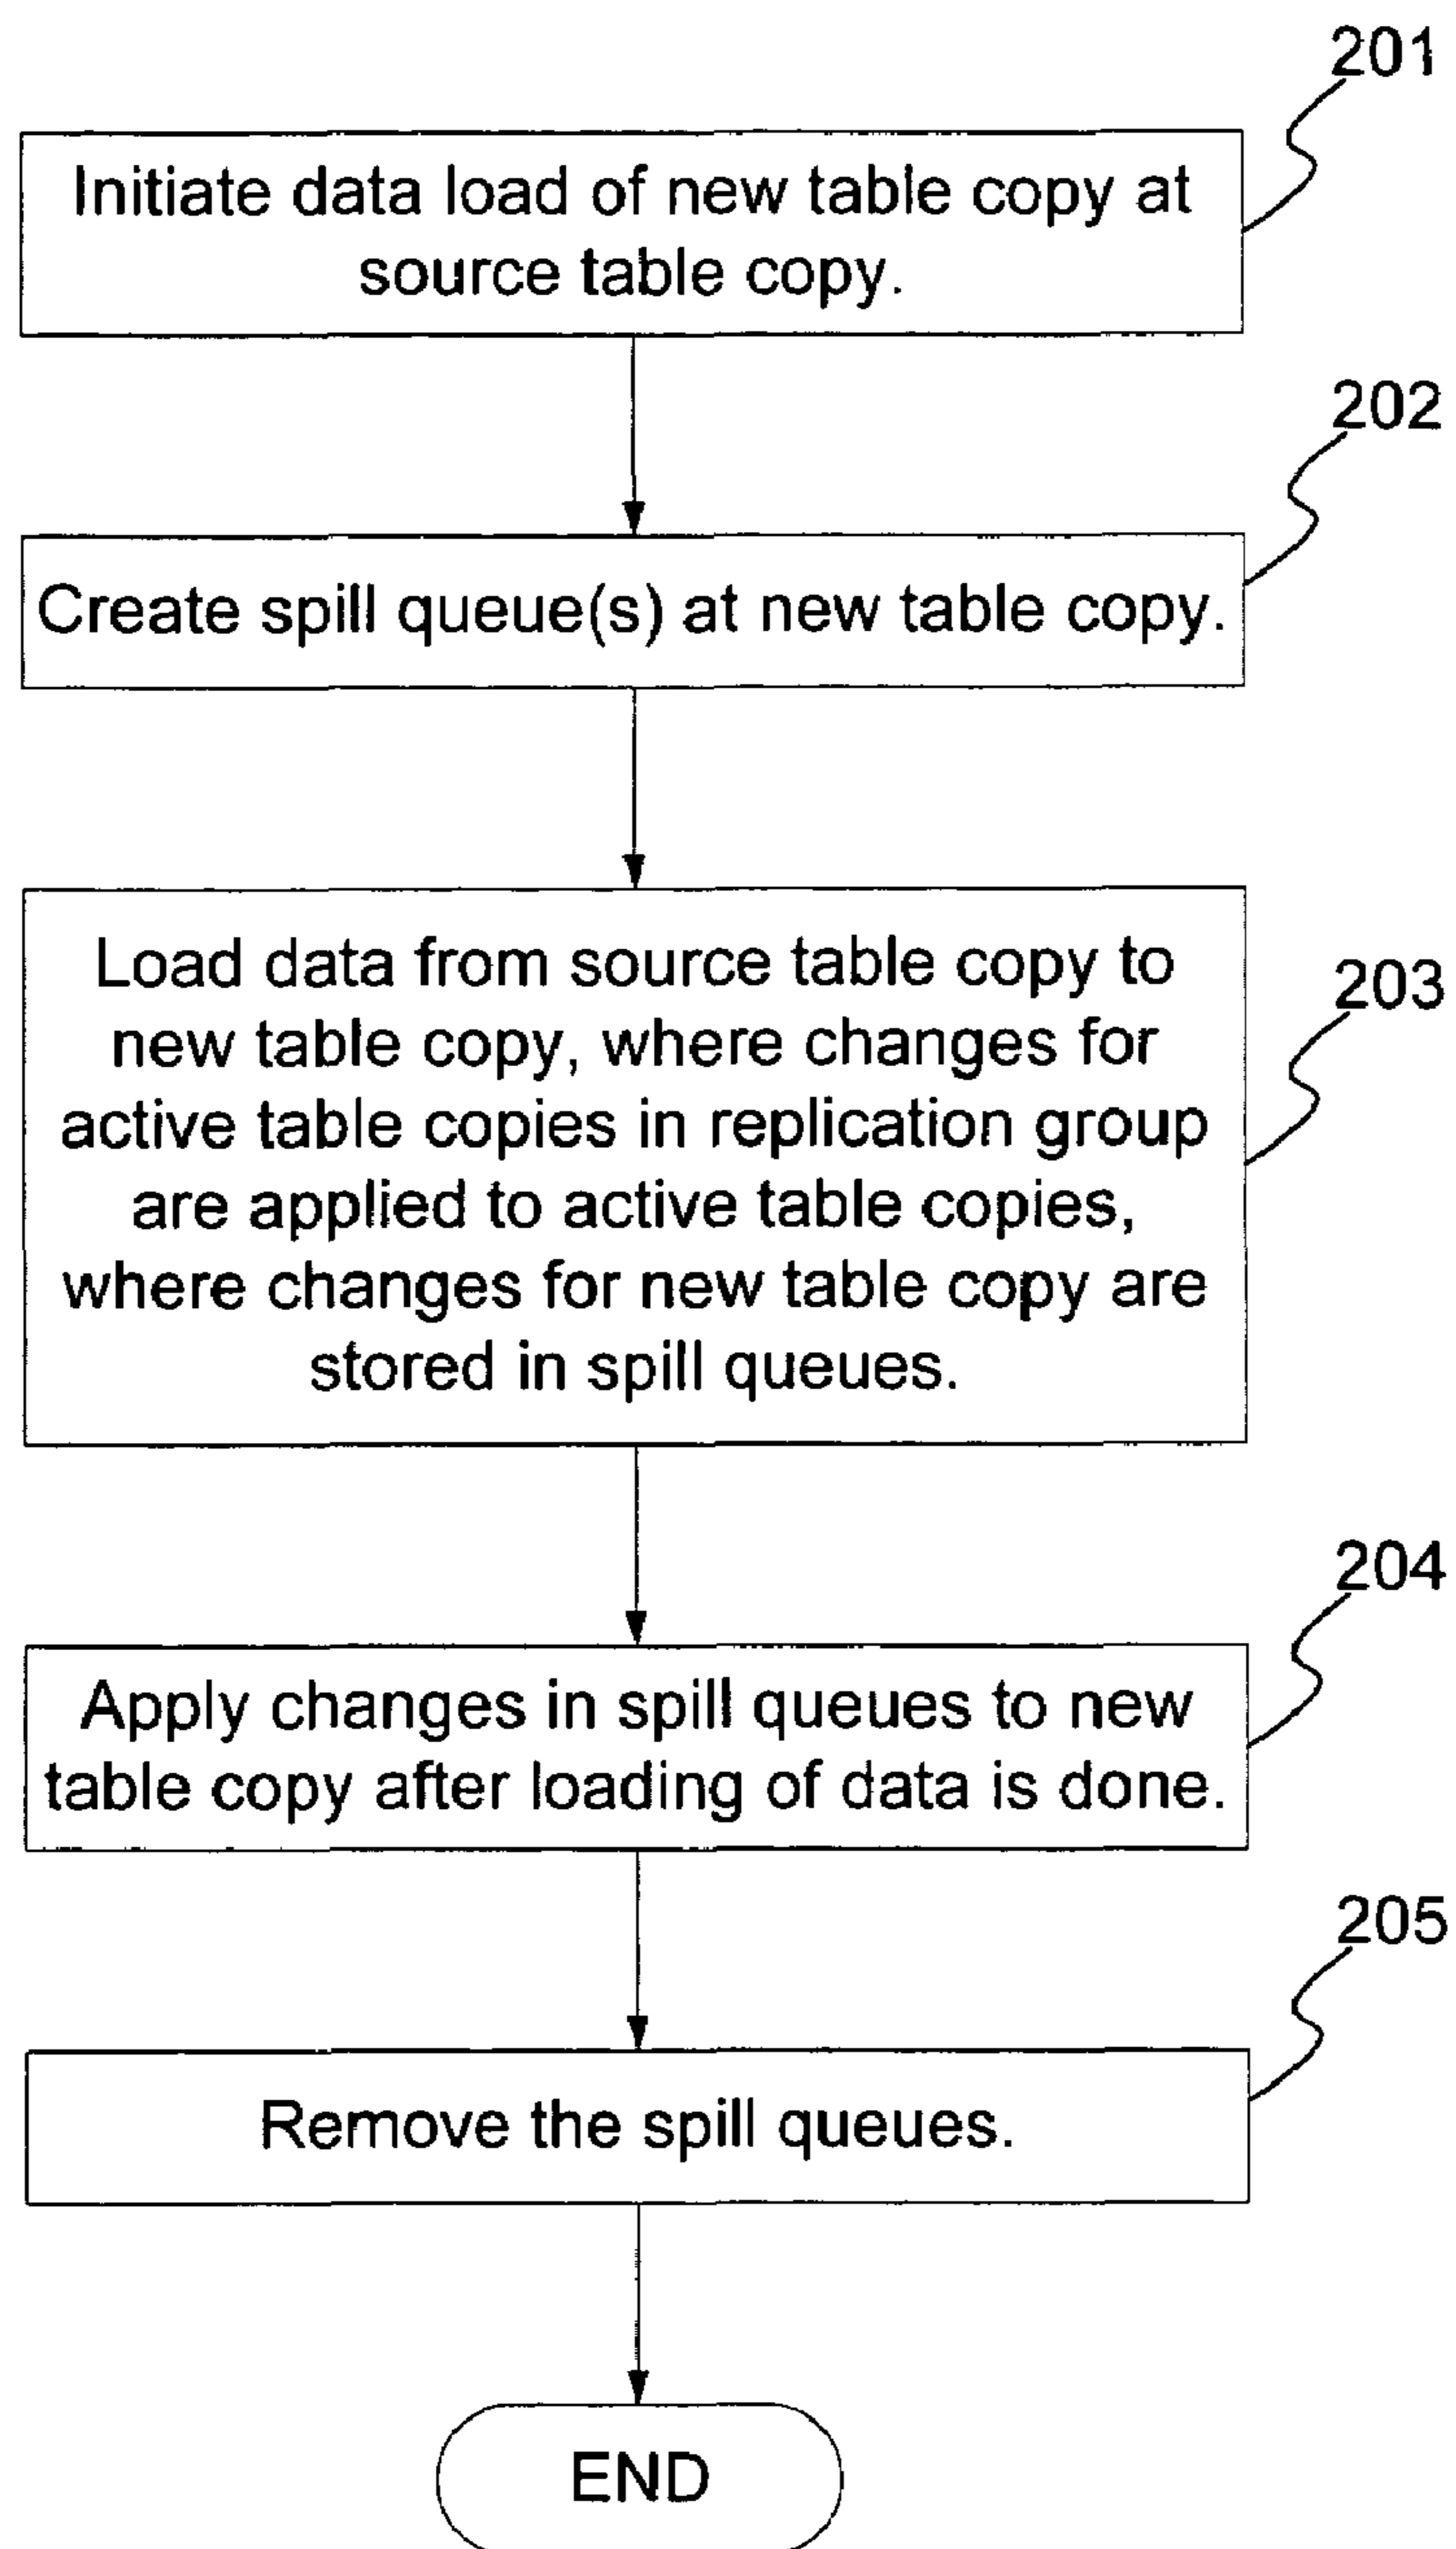 201
Initiate data load of new table copy at
source table copy.
202
Create spill queue(s) at new table copy.
203
Load data from source table copy to
new table copy, where changes for
active table copies in replication group
are applied to active table copies,
where changes for new table copy are
stored in spill queues.
204
Apply changes in spill queues to new
table copy after loading of data is done.
205
Remove the spill queues.
END